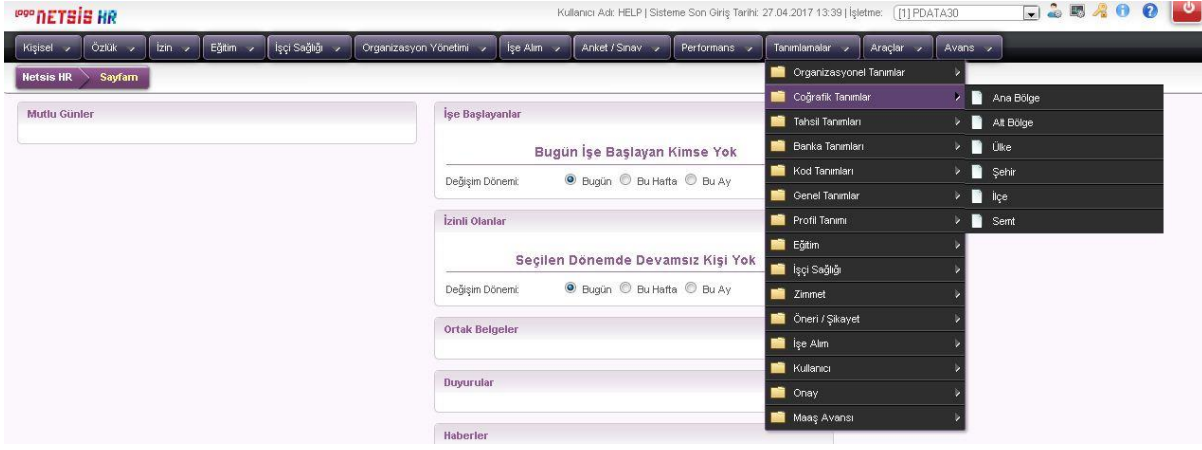 logo NETSİS HR
Kullanıcı Adı: HELP | Sisteme Son Giriş Tarihi: 27.04.2017 13:39 | İşletme: [1] PDATA30
Kişisel Özlük İzin Eğitim İşçi Sağlığı Organizasyon Yönetimi İşe Alım Anket / Sınav Performans Tanımlamalar Araçlar Avans
Netsis HR Sayfam
Mutlu Günler
İşe Başlayanlar
Bugün İşe Başlayan Kimse Yok
Değişim Dönemi: Bugün Bu Hafta Bu Ay
İzinli Olanlar
Seçilen Dönemde Devamsız Kişi Yok
Değişim Dönemi: Bugün Bu Hafta Bu Ay
Ortak Belgeler
Duyurular
Haberler
Organizasyonel Tanımlar
Coğrafik Tanımlar
Tahsil Tanımları
Banka Tanımları
Kod Tanımları
Genel Tanımlar
Profil Tanımı
Eğitim
İşçi Sağlığı
Zimmet
Öneri / Şikayet
İşe Alım
Kullanıcı
Onay
Maaş Avansı
Ana Bölge
Alt Bölge
Ülke
Şehir
İlçe
Semt